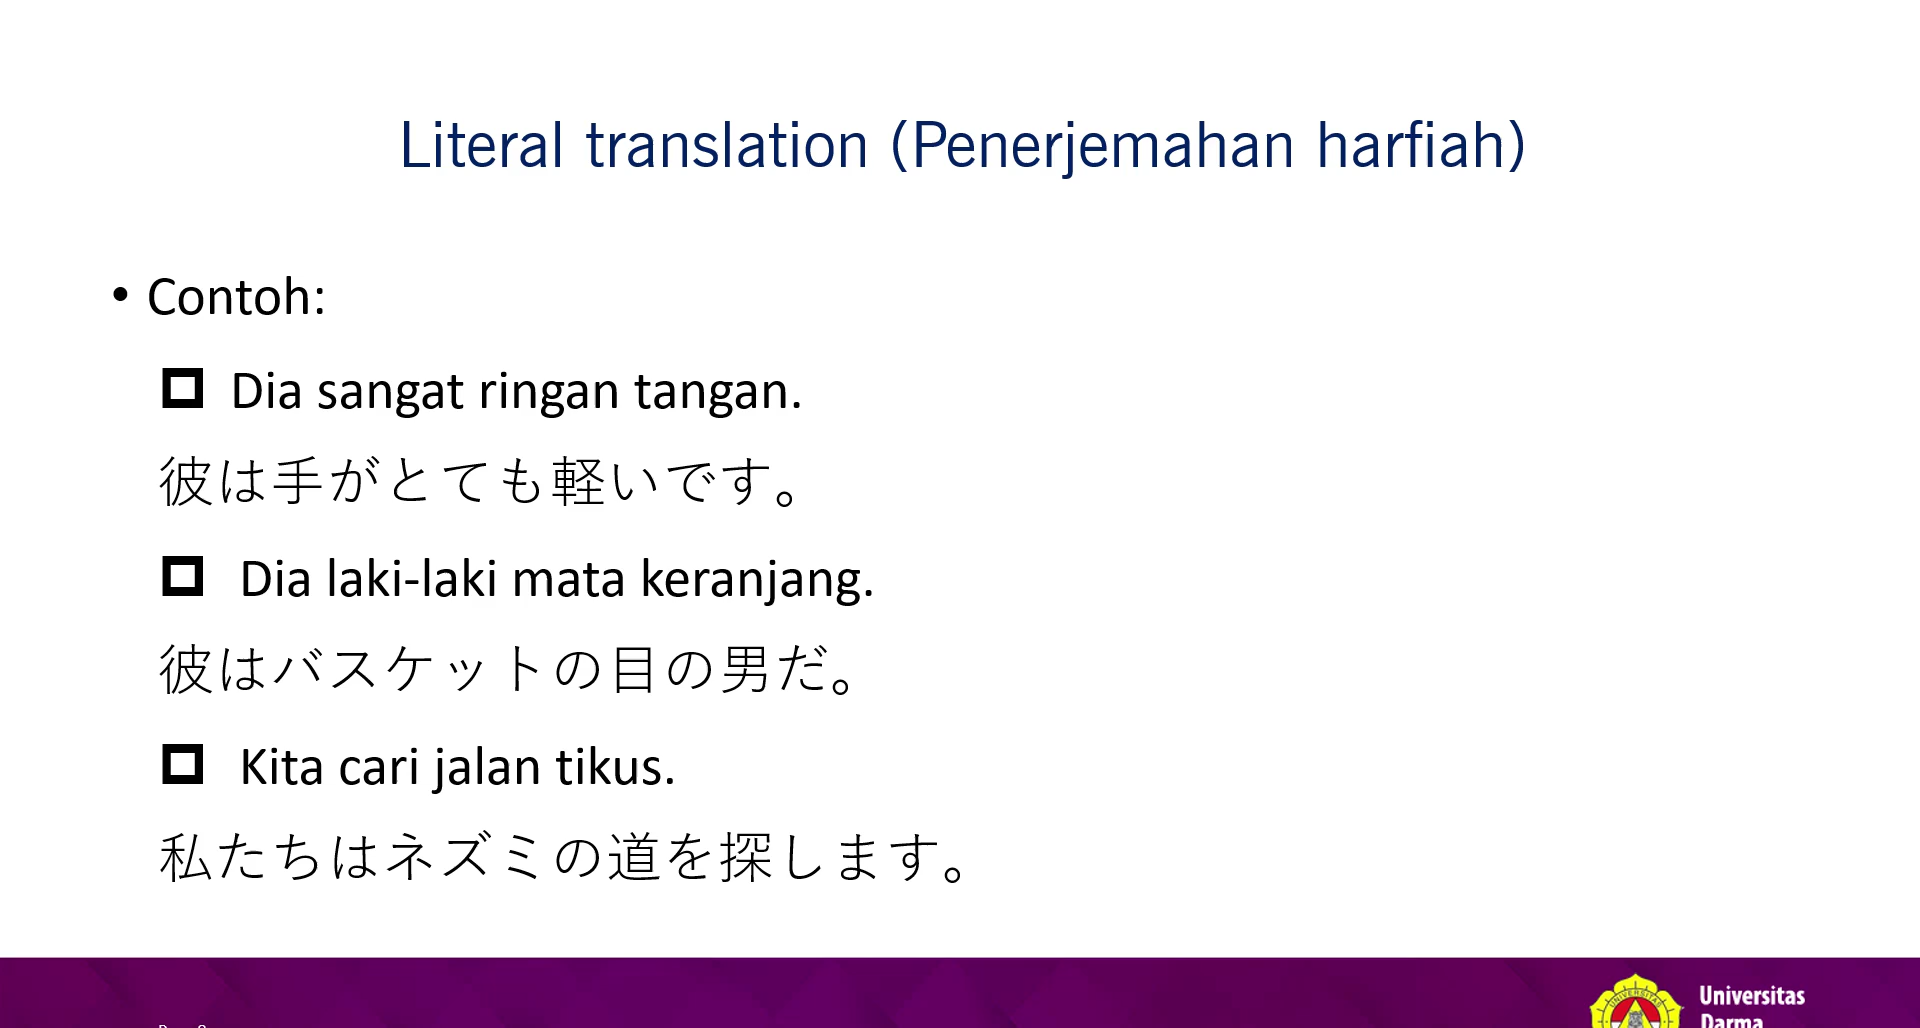 Literal translation (Penerjemahan harfiah)
• Contoh:
Dia sangat ringan tangan.
彼は手がとても軽いです。
Dia laki-laki mata keranjang.
彼はバスケットの目の男だ。
Kita cari jalan tikus.
私たちはネズミの道を探します。
Universitas
Darma